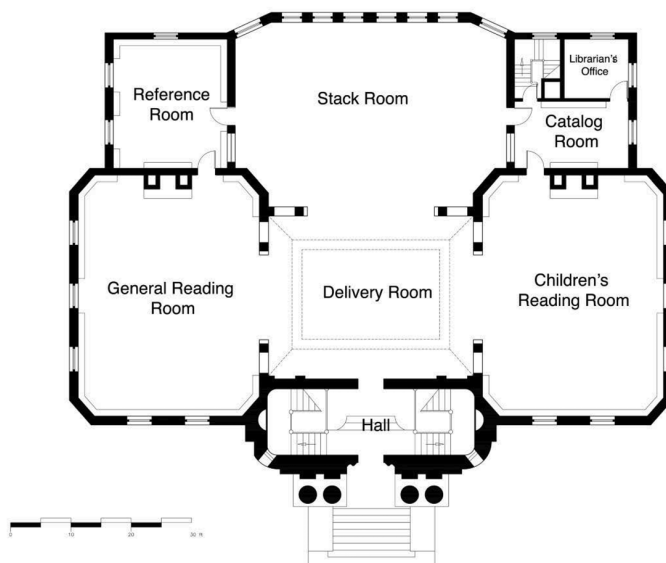 Reference
Room
Stack Room
Librarian's
Office
Catalog
Room
General Reading
Room
Delivery Room
Children's
Reading Room
Hall
0 10 20 30 ft